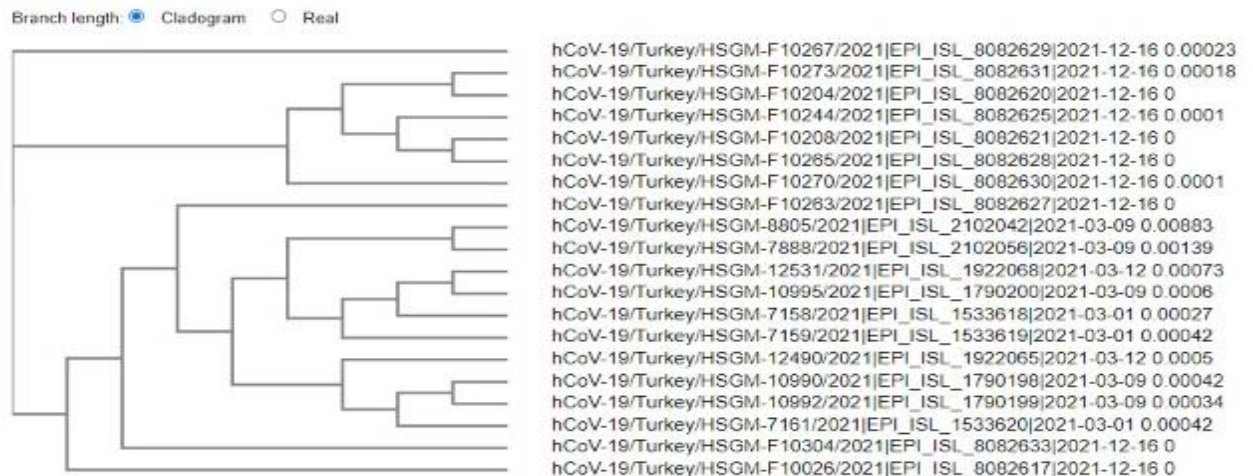 Branch length: Cladogram Real
hCoV-19/Turkey/HSGM-F10267/2021|EPI_ISL_8082629|2021-12-16 0.00023
hCoV-19/Turkey/HSGM-F10273/2021|EPI_ISL_8082631|2021-12-16 0.00018
hCoV-19/Turkey/HSGM-F10204/2021|EPI_ISL_8082620|2021-12-16 0
hCoV-19/Turkey/HSGM-F10244/2021|EPI_ISL_8082625|2021-12-16 0.0001
hCoV-19/Turkey/HSGM-F10208/2021|EPI_ISL_8082621|2021-12-16 0
hCoV-19/Turkey/HSGM-F10265/2021|EPI_ISL_8082628|2021-12-16 0
hCoV-19/Turkey/HSGM-F10270/2021|EPI_ISL_8082630|2021-12-16 0.0001
hCoV-19/Turkey/HSGM-F10263/2021|EPI_ISL_8082627|2021-12-16 0
hCoV-19/Turkey/HSGM-8805/2021|EPI_ISL_2102042|2021-03-09 0.00883
hCoV-19/Turkey/HSGM-7888/2021|EPI_ISL_2102056|2021-03-09 0.00139
hCoV-19/Turkey/HSGM-12531/2021|EPI_ISL_1922068|2021-03-12 0.00073
hCoV-19/Turkey/HSGM-10995/2021|EPI_ISL_1790200|2021-03-09 0.0006
hCoV-19/Turkey/HSGM-7158/2021|EPI_ISL_1533618|2021-03-01 0.00027
hCoV-19/Turkey/HSGM-7159/2021|EPI_ISL_1533619|2021-03-01 0.00042
hCoV-19/Turkey/HSGM-12490/2021|EPI_ISL_1922065|2021-03-12 0.0005
hCoV-19/Turkey/HSGM-10990/2021|EPI_ISL_1790198|2021-03-09 0.00042
hCoV-19/Turkey/HSGM-10992/2021|EPI_ISL_1790199|2021-03-09 0.00034
hCoV-19/Turkey/HSGM-7161/2021|EPI_ISL_1533620|2021-03-01 0.00042
hCoV-19/Turkey/HSGM-F10304/2021|EPI_ISL_8082633|2021-12-16 0
hCoV-19/Turkey/HSGM-F10026/2021|EPI_ISL_8082617|2021-12-16 0